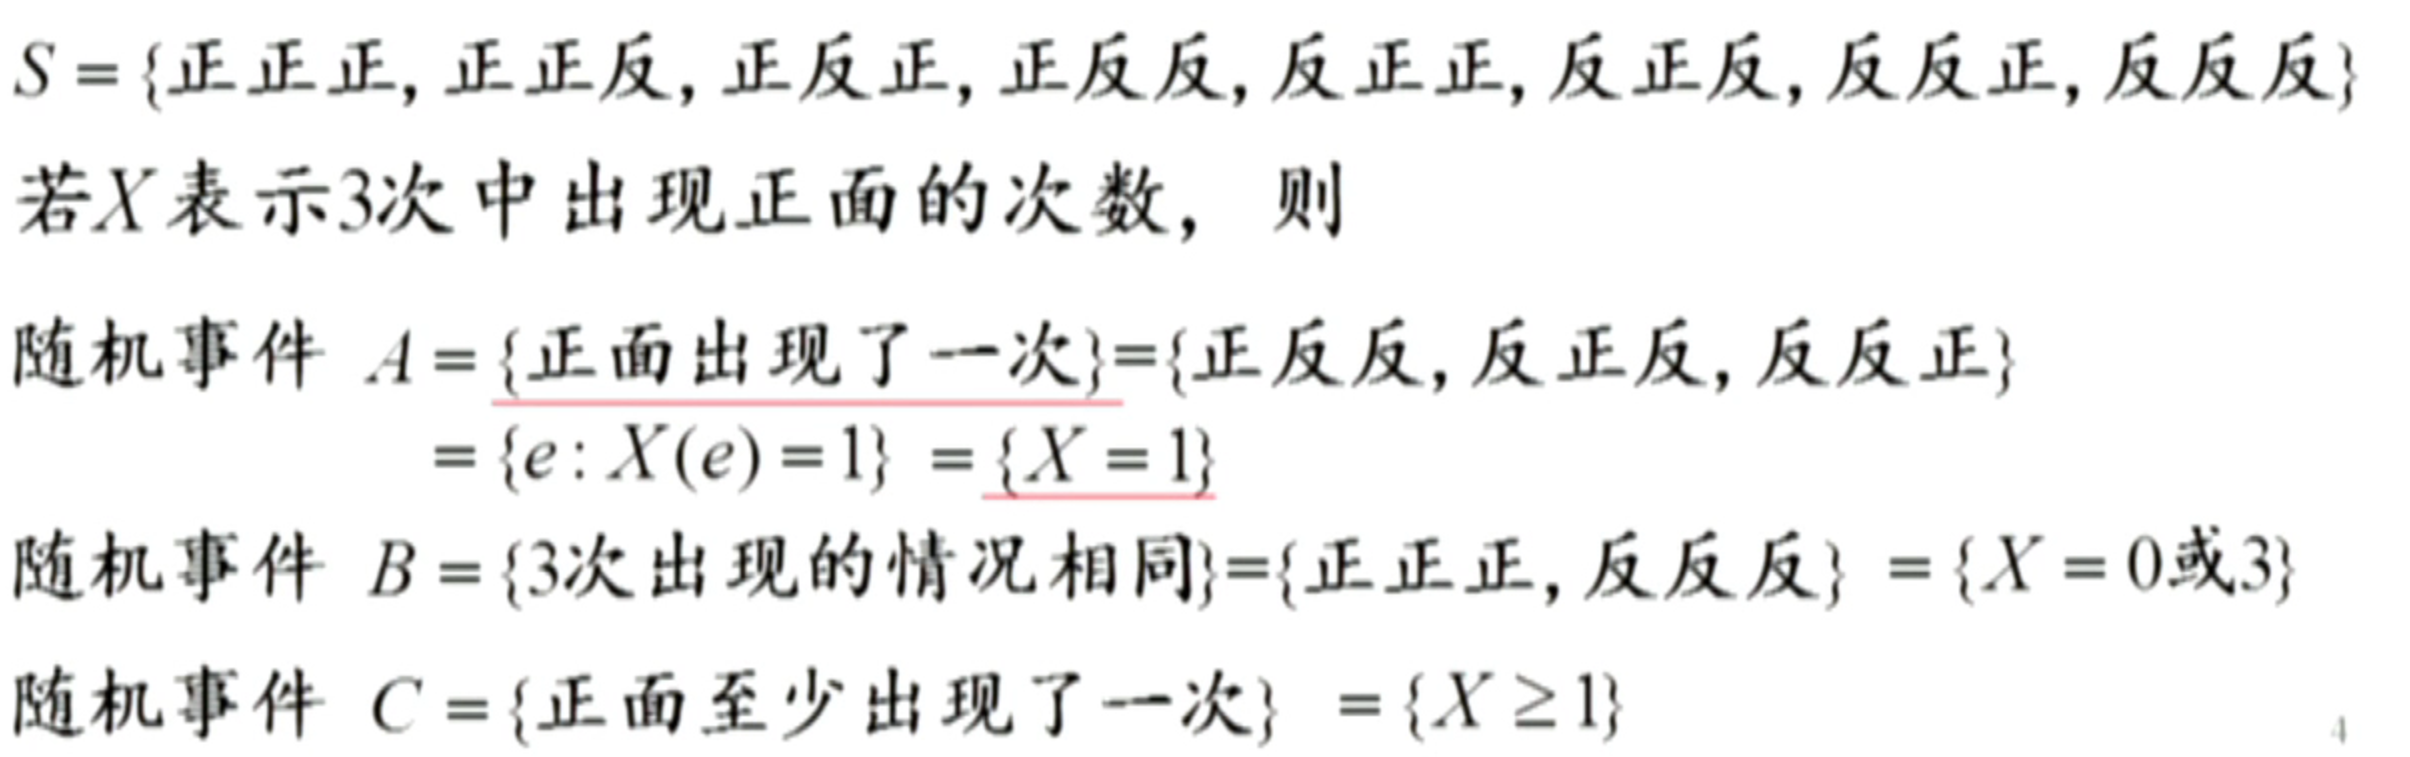 S = {正正正, 正正反, 正反正, 正反反, 反正正, 反正反, 反反正, 反反反}
若X表示3次中出现正面的次数，则
随机事件 A = {正面出现了一次}={正反反, 反正反, 反反正}
= {e: X(e) = 1} = {X = 1}
随机事件 B = {3次出现的情况相同}={正正正, 反反反} = {X = 0或3}
随机事件 C = {正面至少出现了一次} = {X ≥ 1}
4